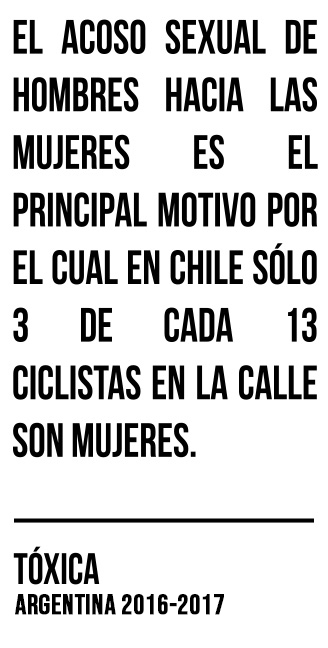 EL ACOSO SEXUAL DE
HOMBRES HACIA LAS
MUJERES ES EL
PRINCIPAL MOTIVO POR
EL CUAL EN CHILE SÓLO
3 DE CADA 13
CICLISTAS EN LA CALLE
SON MUJERES.
TÓXICA
ARGENTINA 2016-2017